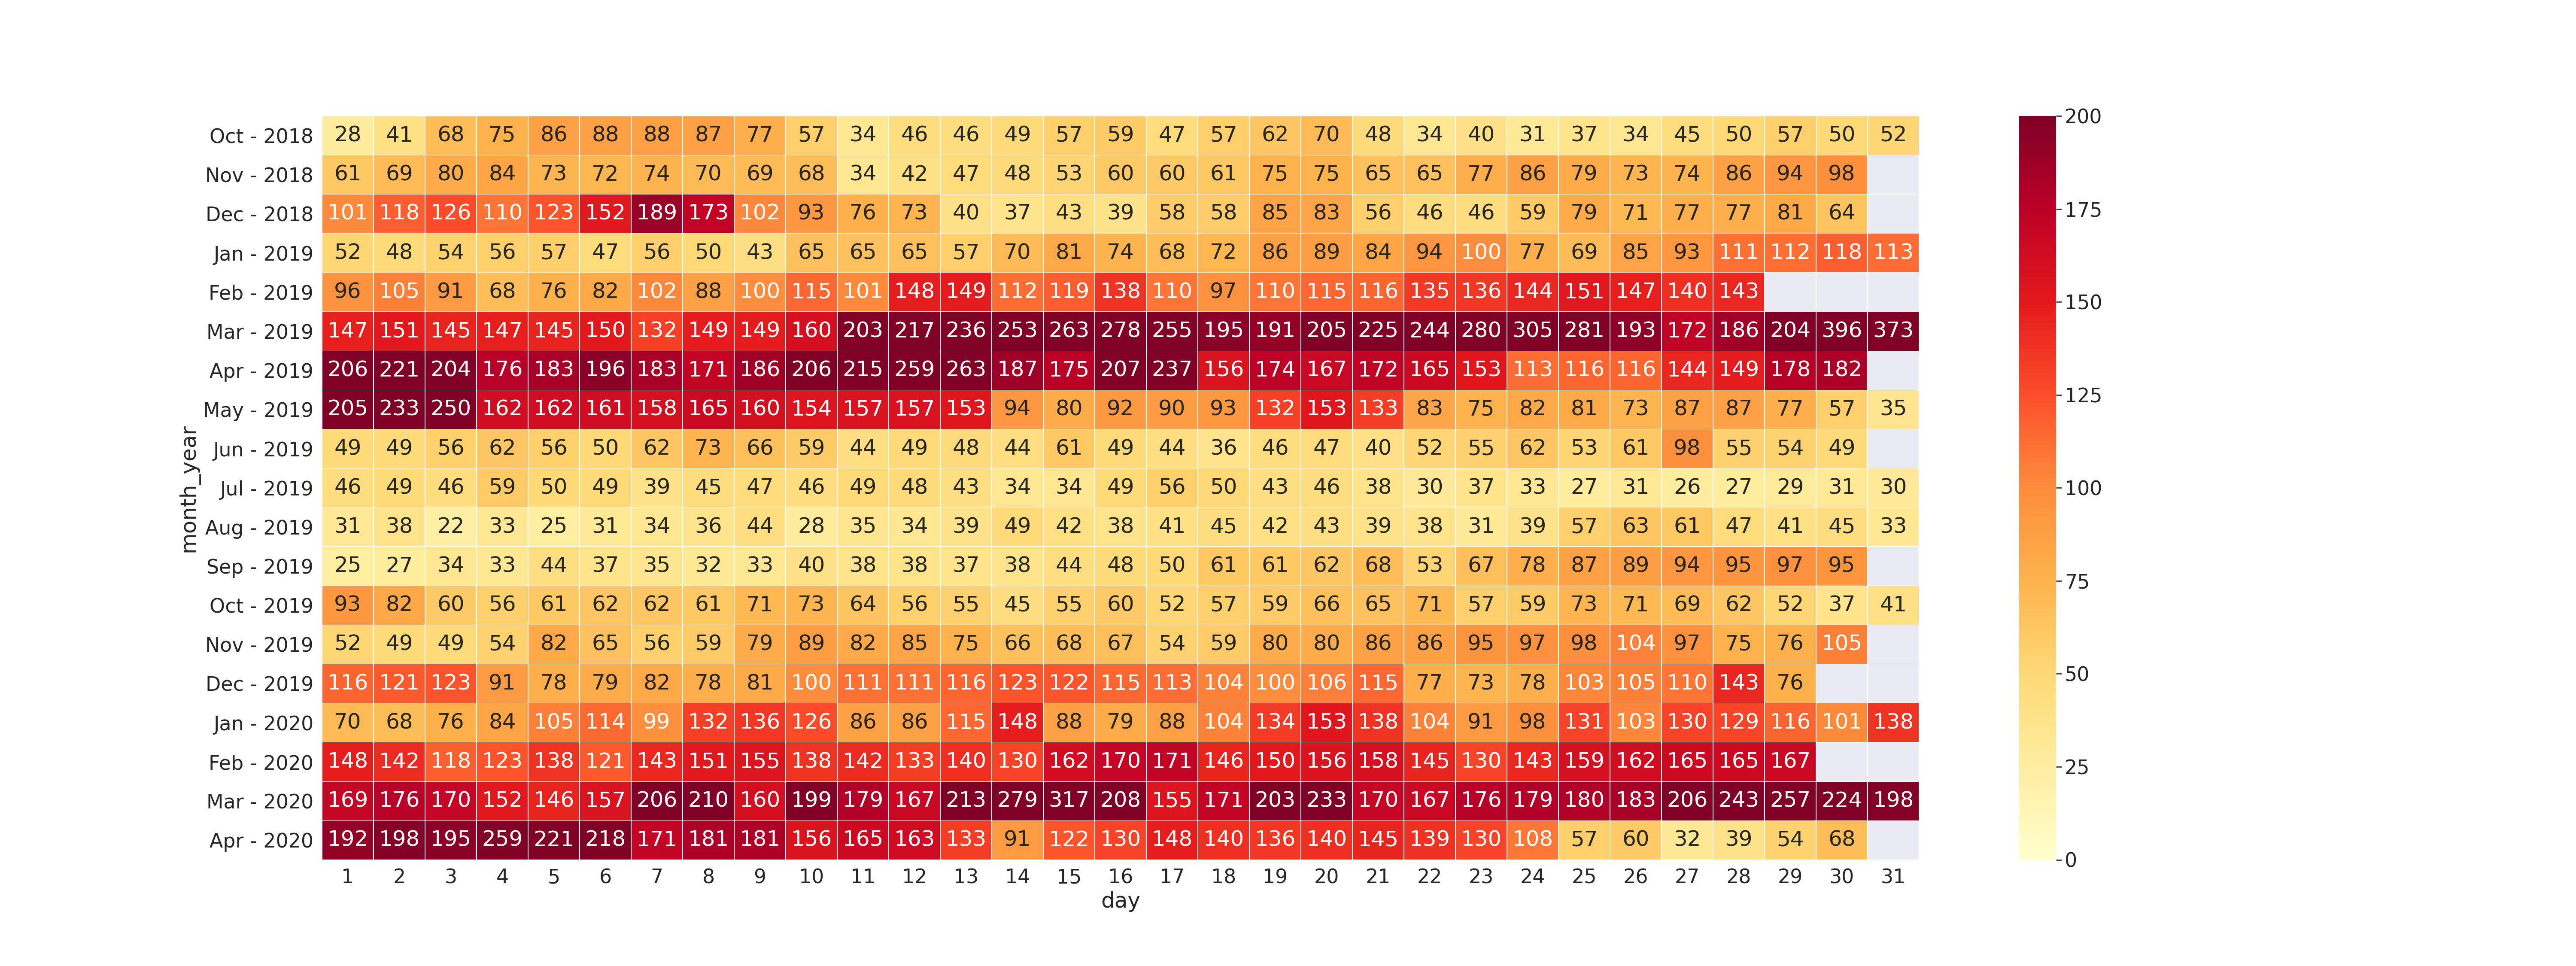 Oct - 2018 28 41 68 75 86 88 88 87 77 57 34 46 46 49 57 59 47 57 62 70 48 34 40 31 37 34 45 50 57 50 52
Nov - 2018 61 69 80 84 73 72 74 70 69 68 34 42 47 48 53 60 60 61 75 75 65 65 77 86 79 73 74 86 94 98
Dec - 2018 101 118 126 110 123 152 189 173 102 93 76 73 40 37 43 39 58 58 85 83 56 46 46 59 79 71 77 77 81 64
Jan - 2019 52 48 54 56 57 47 56 50 43 65 65 65 57 70 81 74 68 72 86 89 84 94 100 77 69 85 93 111 112 118 113
Feb - 2019 96 105 91 68 76 82 102 88 100 115 101 148 149 112 119 138 110 97 110 115 116 135 136 144 151 147 140 143
Mar - 2019 147 151 145 147 145 150 132 149 149 160 203 217 236 253 263 278 255 195 191 205 225 244 280 305 281 193 172 186 204 396 373
Apr - 2019 206 221 204 176 183 196 183 171 186 206 215 259 263 187 175 207 237 156 174 167 172 165 153 113 116 116 144 149 178 182
May - 2019 205 233 250 162 162 161 158 165 160 154 157 157 153 94 80 92 90 93 132 153 133 83 75 82 81 73 87 87 77 57 35
Jun - 2019 49 49 56 62 56 50 62 73 66 59 44 49 48 44 61 49 44 36 46 47 40 52 55 62 53 61 98 55 54 49
Jul - 2019 46 49 46 59 50 49 39 45 47 46 49 48 43 34 34 49 56 50 43 46 38 30 37 33 27 31 26 27 29 31 30
Aug - 2019 31 38 22 33 25 31 34 36 44 28 35 34 39 49 42 38 41 45 42 43 39 38 31 39 57 63 61 47 41 45 33
Sep - 2019 25 27 34 33 44 37 35 32 33 40 38 38 37 38 44 48 50 61 61 62 68 53 67 78 87 89 94 95 97 95
Oct - 2019 93 82 60 56 61 62 62 61 71 73 64 56 55 45 55 60 52 57 59 66 65 71 57 59 73 71 69 62 52 37 41
Nov - 2019 52 49 49 54 82 65 56 59 79 89 82 85 75 66 68 67 54 59 80 80 86 86 95 97 98 104 97 75 76 105
Dec - 2019 116 121 123 91 78 79 82 78 81 100 111 111 116 123 122 115 113 104 100 106 115 77 73 78 103 105 110 143 76
Jan - 2020 70 68 76 84 105 114 99 132 136 126 86 86 115 148 88 79 88 104 134 153 138 104 91 98 131 103 130 129 116 101 138
Feb - 2020 148 142 118 123 138 121 143 151 155 138 142 133 140 130 162 170 171 146 150 156 158 145 130 143 159 162 165 165 167
Mar - 2020 169 176 170 152 146 157 206 210 160 199 179 167 213 279 317 208 155 171 203 233 170 167 176 179 180 183 206 243 257 224 198
Apr - 2020 192 198 195 259 221 218 171 181 181 156 165 163 133 91 122 130 148 140 136 140 145 139 130 108 57 60 32 39 54 68
1 2 3 4 5 6 7 8 9 10 11 12 13 14 15 16 17 18 19 20 21 22 23 24 25 26 27 28 29 30 31
day
month_year
200
175
150
125
100
75
50
25
0